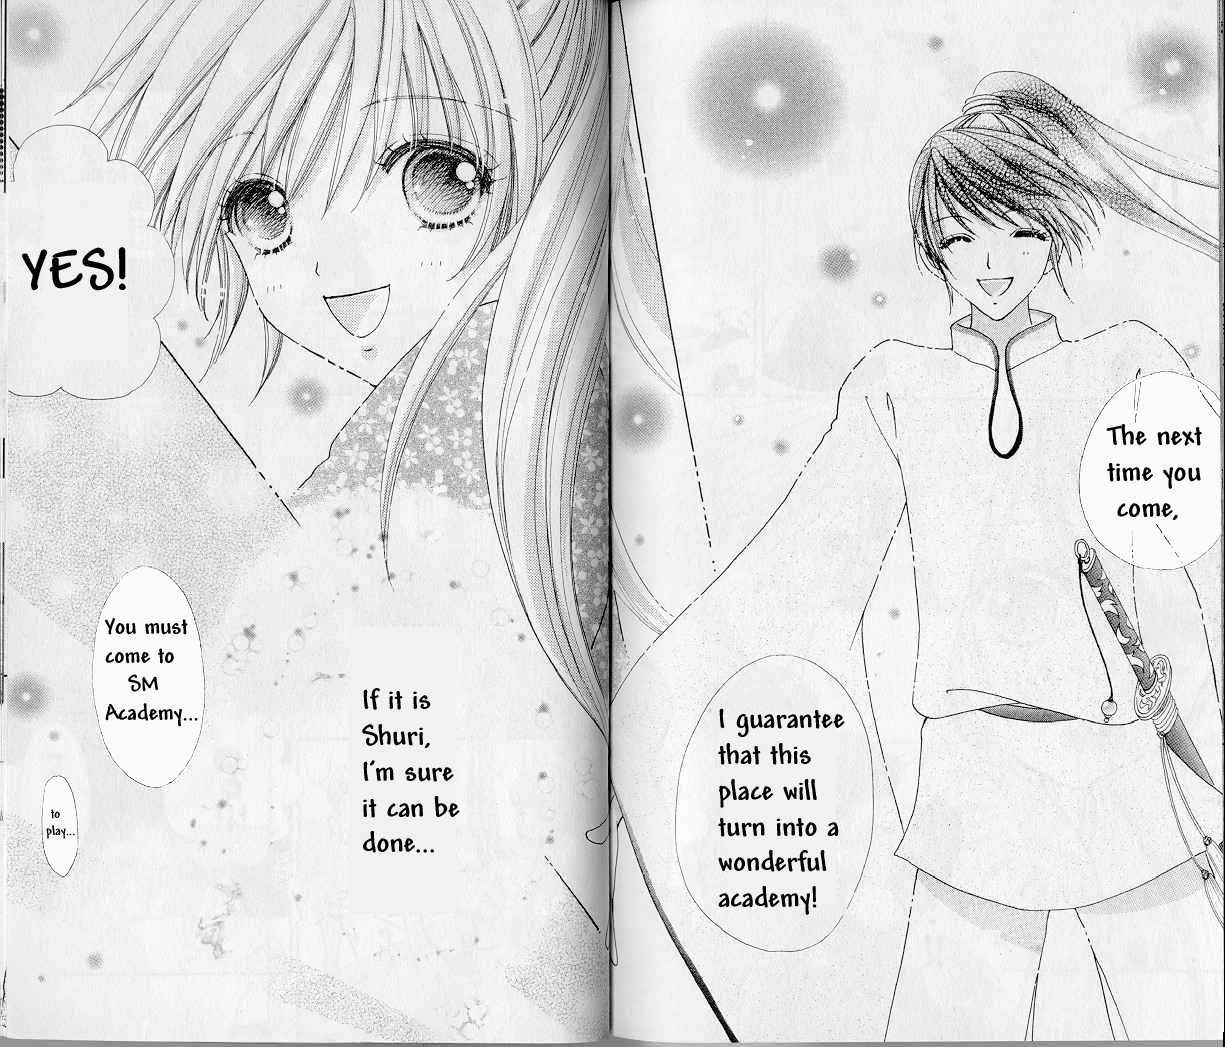 The next
time you
come,
I guarantee
that this
place will
turn into a
wonderful
academy!
YES!
If it is
Shuri,
I'm sure
it can be
done...
You must
come to
SM
Academy...
to
play...